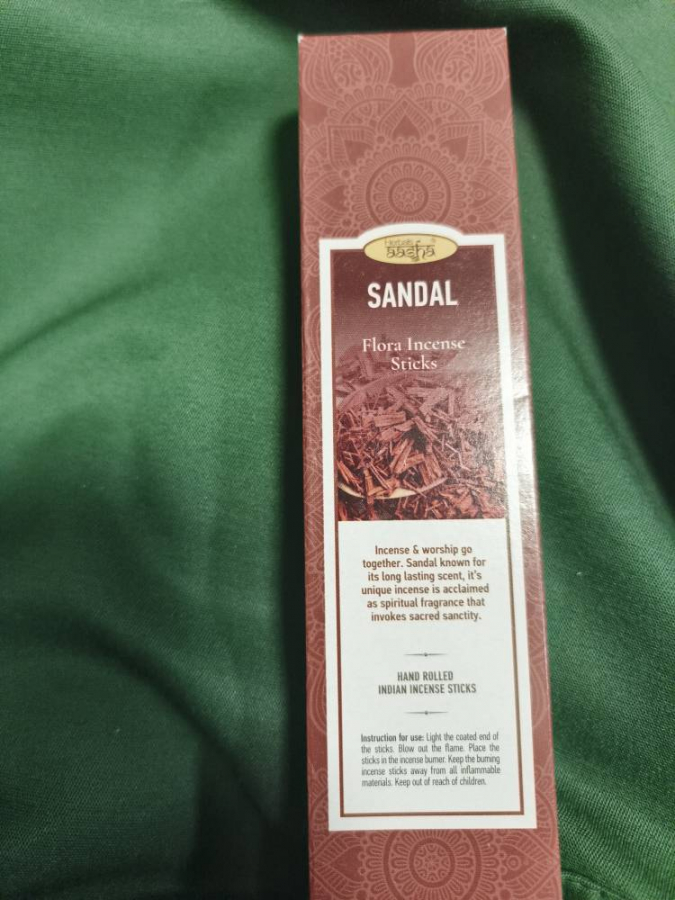 Herbals
aasha
®
SANDAL
Flora Incense
Sticks
Incense & worship go
together. Sandal known for
its long lasting scent, it's
unique incense is acclaimed
as spiritual fragrance that
invokes sacred sanctity.
HAND ROLLED
INDIAN INCENSE STICKS
Instruction for use: Light the coated end of
the sticks. Blow out the flame. Place the
sticks in the incense burner. Keep the burning
incense sticks away from all inflammable
materials. Keep out of reach of children.